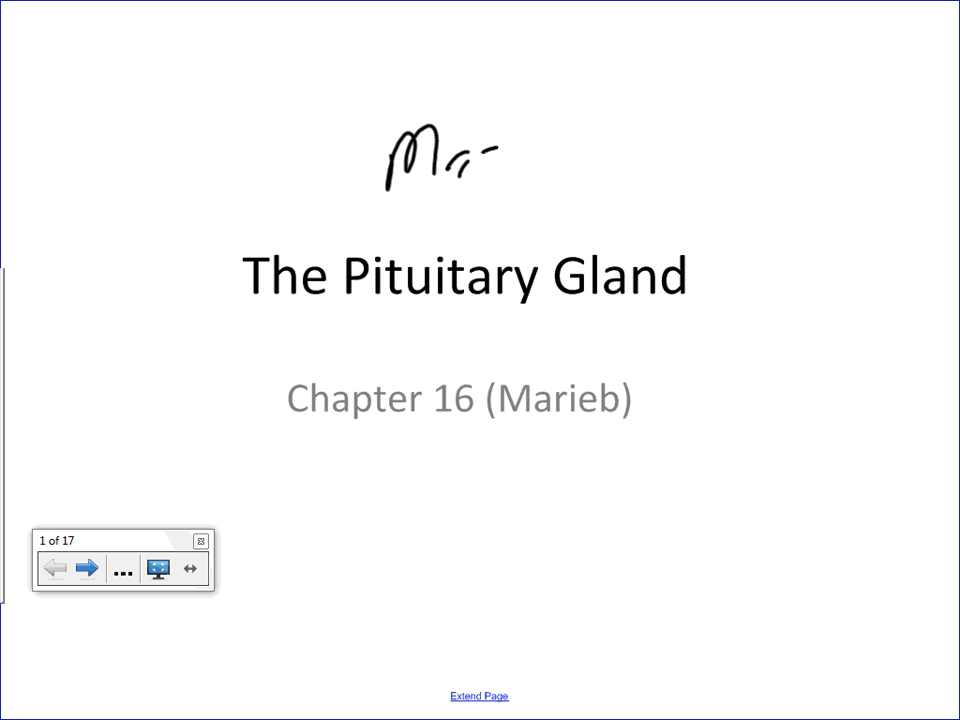 The Pituitary Gland
Chapter 16 (Marieb)
1 of 17
...
Extend Page